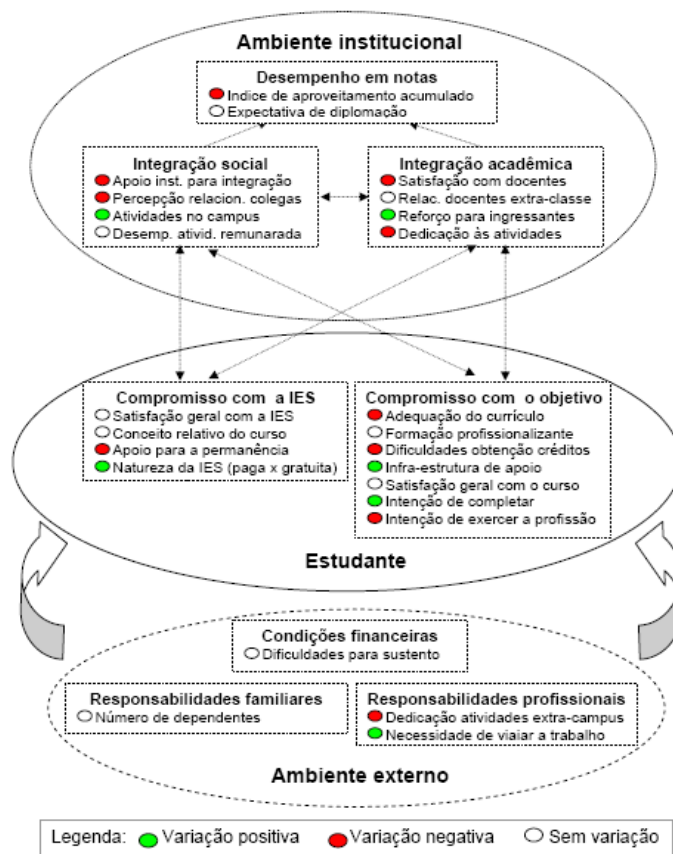 Ambiente institucional
Desempenho em notas
Indice de aproveitamento acumulado
Expectativa de diplomação
Integração social
Apoio inst. para integração
Percepção relacion. colegas
Atividades no campus
Desemp. ativid. remunarada
Integração acadêmica
Satisfação com docentes
Relac. docentes extra-classe
Reforço para ingressantes
Dedicação às atividades
Compromisso com a IES
Satisfação geral com a IES
Conceito relativo do curso
Apoio para a permanência
Natureza da IES (paga x gratuita)
Compromisso com o objetivo
Adequação do currículo
Formação profissionalizante
Dificuldades obtenção créditos
Infra-estrutura de apoio
Satisfação geral com o curso
Intenção de completar
Intenção de exercer a profissão
Estudante
Condições financeiras
Dificuldades para sustento
Responsabilidades familiares
Número de dependentes
Responsabilidades profissionais
Dedicação atividades extra-campus
Necessidade de viajar a trabalho
Ambiente externo
Legenda: Variação positiva Variação negativa Sem variação